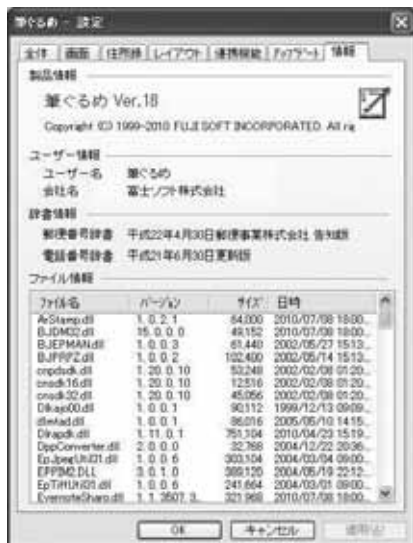 筆ぐるめ - 設定
全体 画面 住所録 レイアウト 連携機能 アップデート 情報
製品情報
筆ぐるめ Ver.18
Copyright (C) 1999-2010 FUJI SOFT INCORPORATED. All rig
ユーザー情報
ユーザー名 筆ぐるめ
会社名 富士ソフト株式会社
辞書情報
郵便番号辞書 平成22年4月30日郵便事業株式会社 告知版
電話番号辞書 平成21年6月30日更新版
ファイル情報
ファイル名 バージョン サイズ 日時
ArStamp.dll 1. 0. 2. 1 64,000 2010/07/08 18:00...
BJDM32.dll 15. 0. 0. 0 49,152 2010/07/08 18:00...
BJEPMAN.dll 1. 0. 0. 3 61,440 2002/05/27 15:13...
BJPRPZ.dll 1. 0. 0. 2 102,400 2002/05/14 15:13...
cnpdsdk.dll 1. 20. 0. 10 53,248 2002/02/08 01:20...
cnsdk16.dll 1. 20. 0. 10 12,516 2002/02/08 01:20...
cnsdk32.dll 1. 20. 0. 10 45,056 2002/02/08 01:20...
Dlkajo00.dll 1. 0. 0. 1 90,112 1999/12/13 09:09...
1. 0. 0. 1 86,016 2005/05/10 14:15...
Dlrapdk.dll 1. 11. 0. 1 751,104 2010/04/23 15:19...
DppConverter.dll 2. 0. 0. 0 32,768 2004/12/22 20:36...
EpJpegUhi01.dll 1. 0. 0. 6 303,104 2004/03/04 09:00...
EPPIM2.DLL 3. 0. 1. 0 389,120 2004/05/19 22:12...
EpTiffUhi01.dll 1. 0. 0. 6 241,664 2004/03/01 09:00...
EvernoteShare.dll 1. 1. 3507. 3... 321,968 2010/07/08 18:00...
OK キャンセル 適用(A)